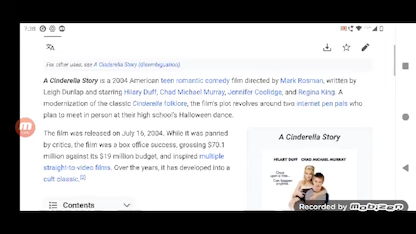 For other uses, see A Cinderella Story (disambiguation)
A Cinderella Story is a 2004 American teen romantic comedy film directed by Mark Rosman, written by
Leigh Dunlap and starring Hilary Duff, Chad Michael Murray, Jennifer Coolidge, and Regina King. A
modernization of the classic Cinderella folklore, the film's plot revolves around two internet pen pals who
plan to meet in person at their high school's Halloween dance.
The film was released on July 16, 2004. While it was panned
by critics, the film was a box office success, grossing $70.1
million against its $19 million budget, and inspired multiple
straight-to-video films. Over the years, it has developed into a
cult classic.[2]
Contents
A Cinderella Story
HILARY DUFF CHAD MICHAEL MURRAY
Recorded by Mobizen